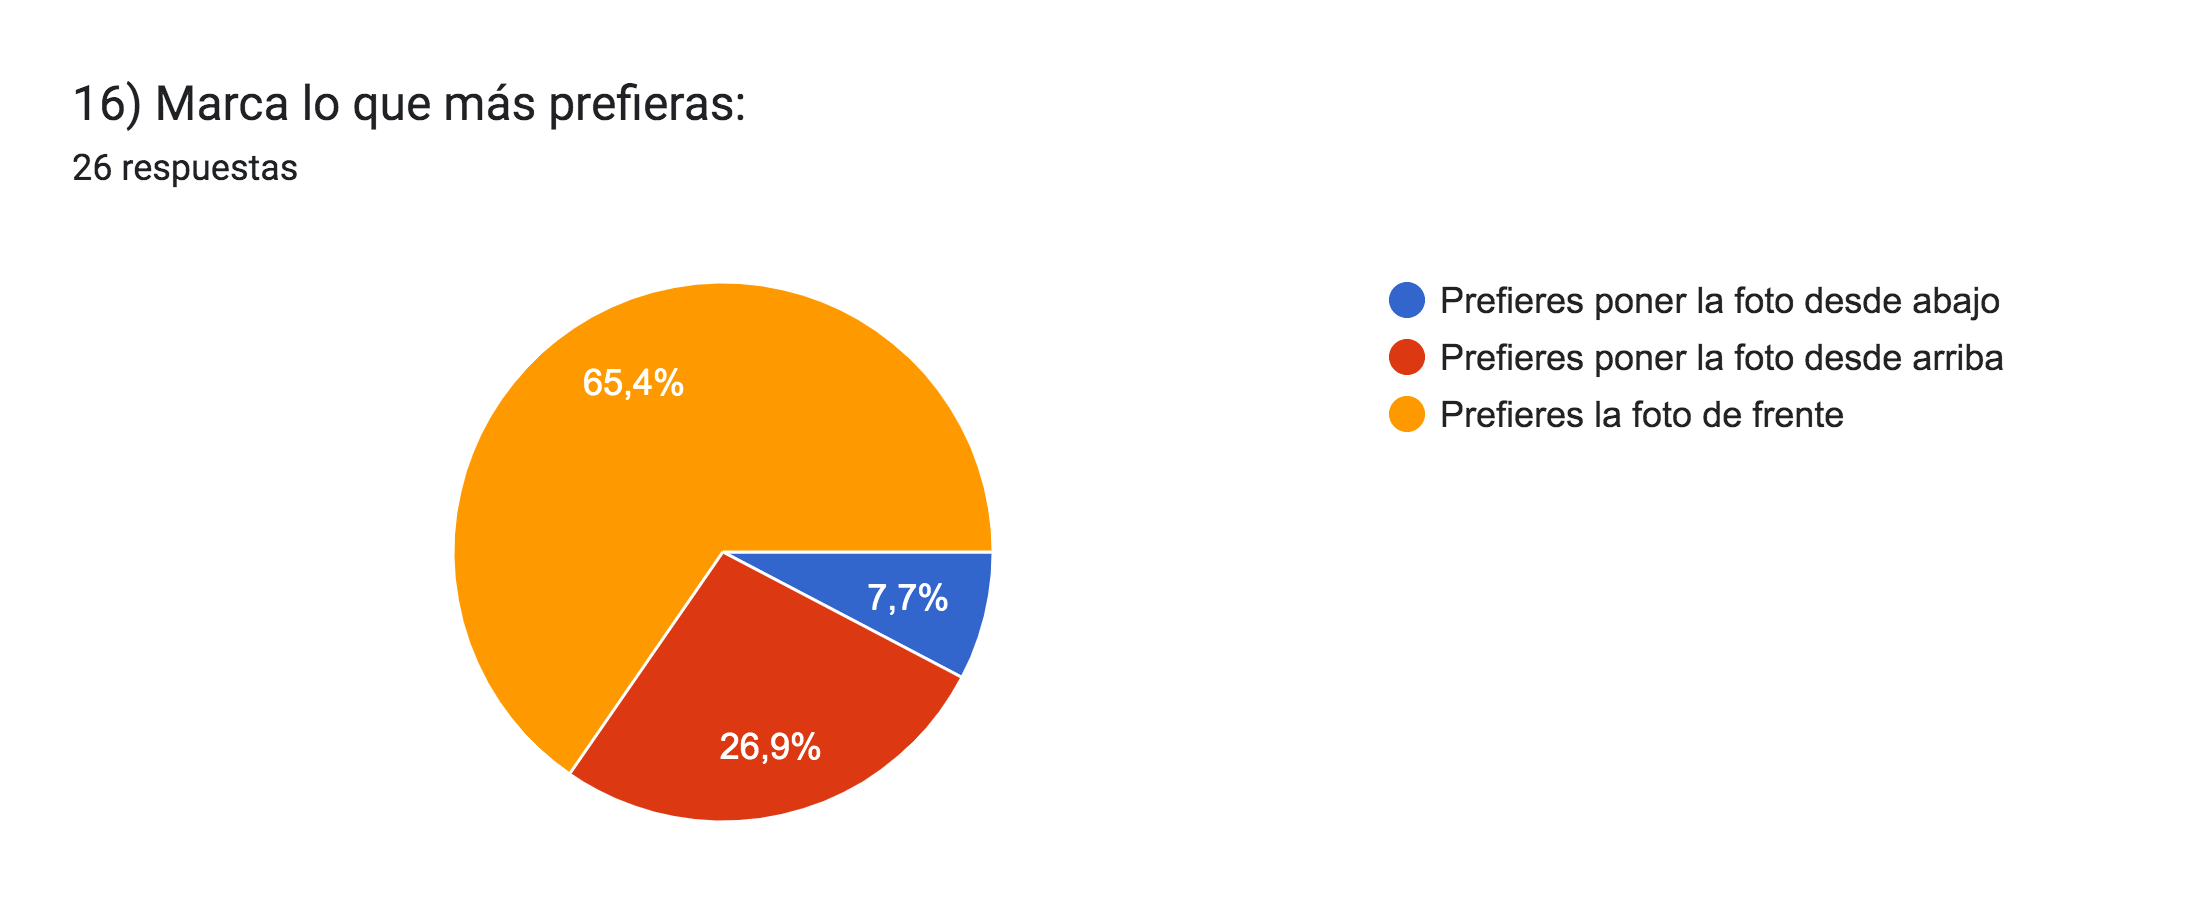 16) Marca lo que más prefieras:
26 respuestas
65,4%
7,7%
26,9%
Prefieres poner la foto desde abajo
Prefieres poner la foto desde arriba
Prefieres la foto de frente